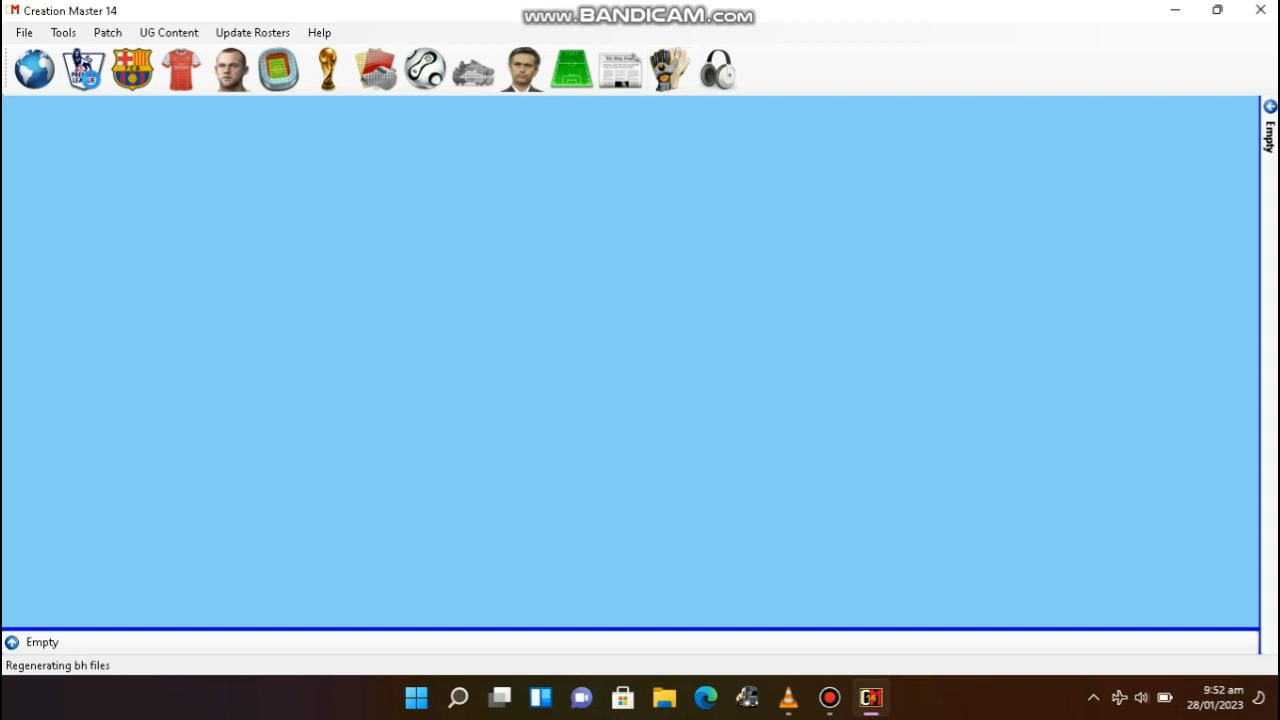 Creation Master 14
www.BANDICAM.COM
File Tools Patch UG Content Update Rosters Help
Empty
Empty
Regenerating bh files
9:52 am
28/01/2023